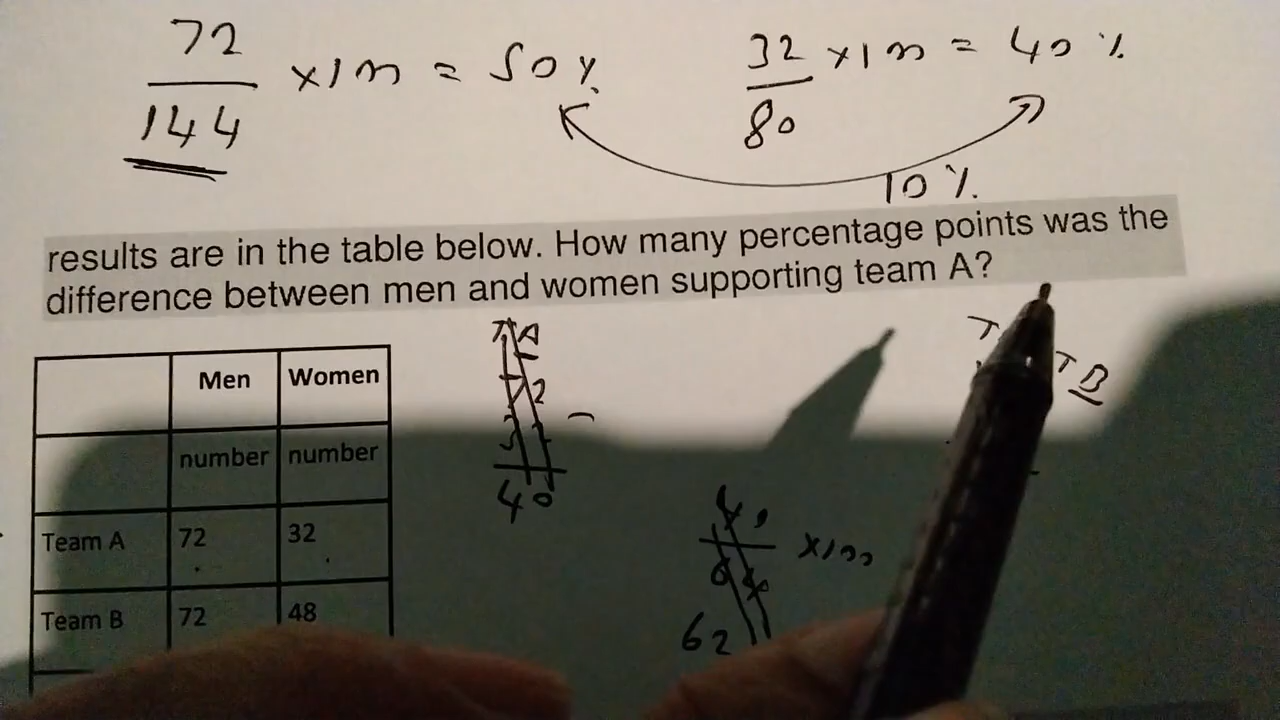 72 / 144 ×100 = 50%
32 / 80 ×100 = 40%
10%
results are in the table below. How many percentage points was the
difference between men and women supporting team A?
Men Women
number number
Team A 72 32
Team B 72 48
40
×100
62
T B